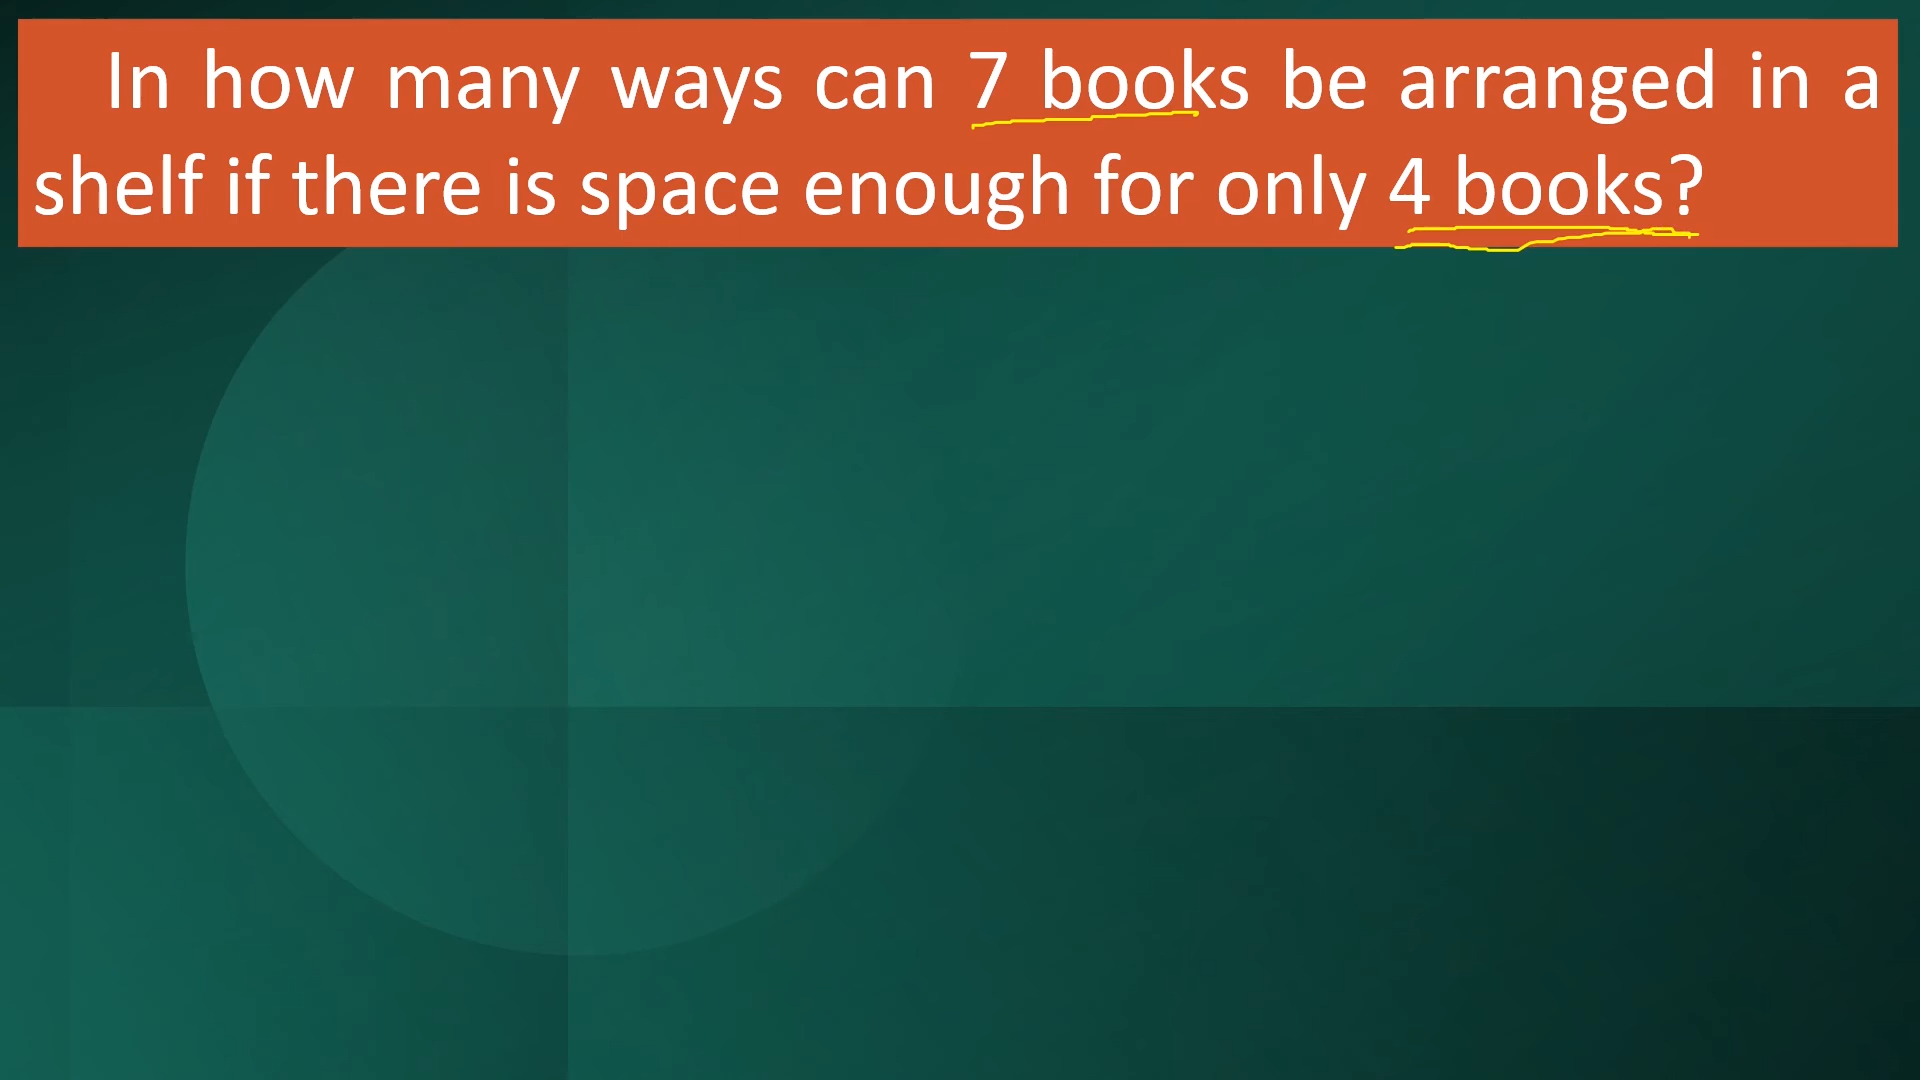 In how many ways can 7 books be arranged in a
shelf if there is space enough for only 4 books?